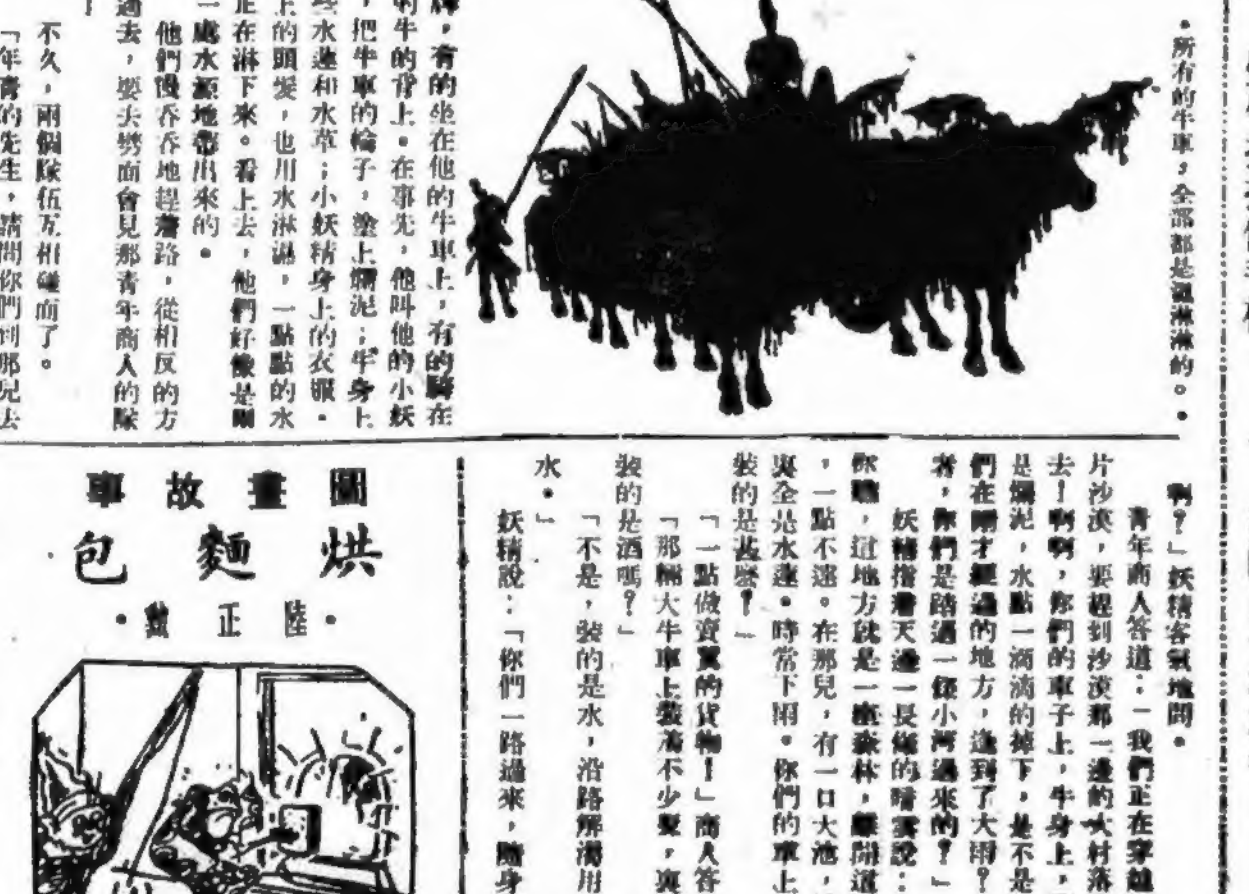 。所有的牛車，全部都是濕淋淋的。
牌，有的坐在他的牛車上，有的騎在
牛的背上。在事先，他叫他的小妖
，把牛車的輪子，塗上爛泥；牛身上
些水蓮和水草；小妖精身上的衣服，
上的頭髮，也用水淋濕，一點點的水
正在淋下來。看上去，他們好像是剛
一處水源地帶出來的。
他們慢吞吞地趕着路，從相反的方
過去，要去劈面會見那青年商人的隊
不久，兩個隊伍互相碰面了。
「年青的先生，請問你們到那兒去
啊？」妖精客氣地問。
青年商人答道：「我們正在穿越
片沙漠，要趕到沙漠那一邊的大村落
去！啊啊，你們的車子上，牛身上，
是爛泥，水點一滴滴的掉下，是不是
們在剛才經過的地方，逢到了大雨？
者，你們是踏過一條小河過來的？」
妖精指着天邊一長條的暗雲說：
你瞧，這地方就是一座森林，離開這
，一點不遠。在那兒，有一口大池，
裏全是水蓮。時常下雨。你們的車上
裝的是甚麼？」
「一點做買賣的貨物！」商人答
「那輛大牛車上裝滿不少甕，裏
裝的是酒嗎？」
「不是，裝的是水，沿路解渴用
水。」
妖精說：「你們一路過來，隨身
圖畫故事
烘麵包
·陸正